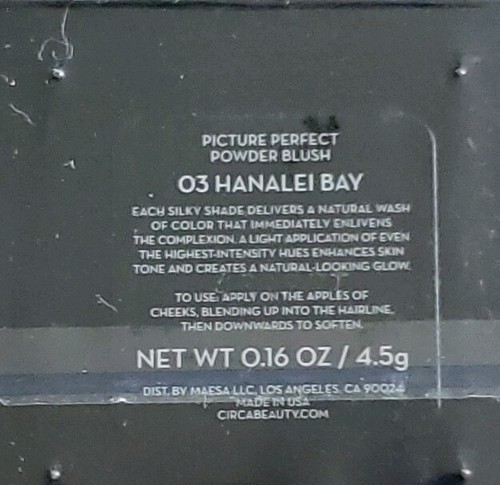 PICTURE PERFECT
POWDER BLUSH
03 HANALEI BAY
EACH SILKY SHADE DELIVERS A NATURAL WASH
OF COLOR THAT IMMEDIATELY ENLIVENS
THE COMPLEXION. A LIGHT APPLICATION OF EVEN
THE HIGHEST-INTENSITY HUES ENHANCES SKIN
TONE AND CREATES A NATURAL-LOOKING GLOW.
TO USE: APPLY ON THE APPLES OF
CHEEKS, BLENDING UP INTO THE HAIRLINE,
THEN DOWNWARDS TO SOFTEN.
NET WT 0.16 OZ / 4.5g
DIST. BY MAESA LLC, LOS ANGELES, CA 90024
MADE IN USA
CIRCABEAUTY.COM